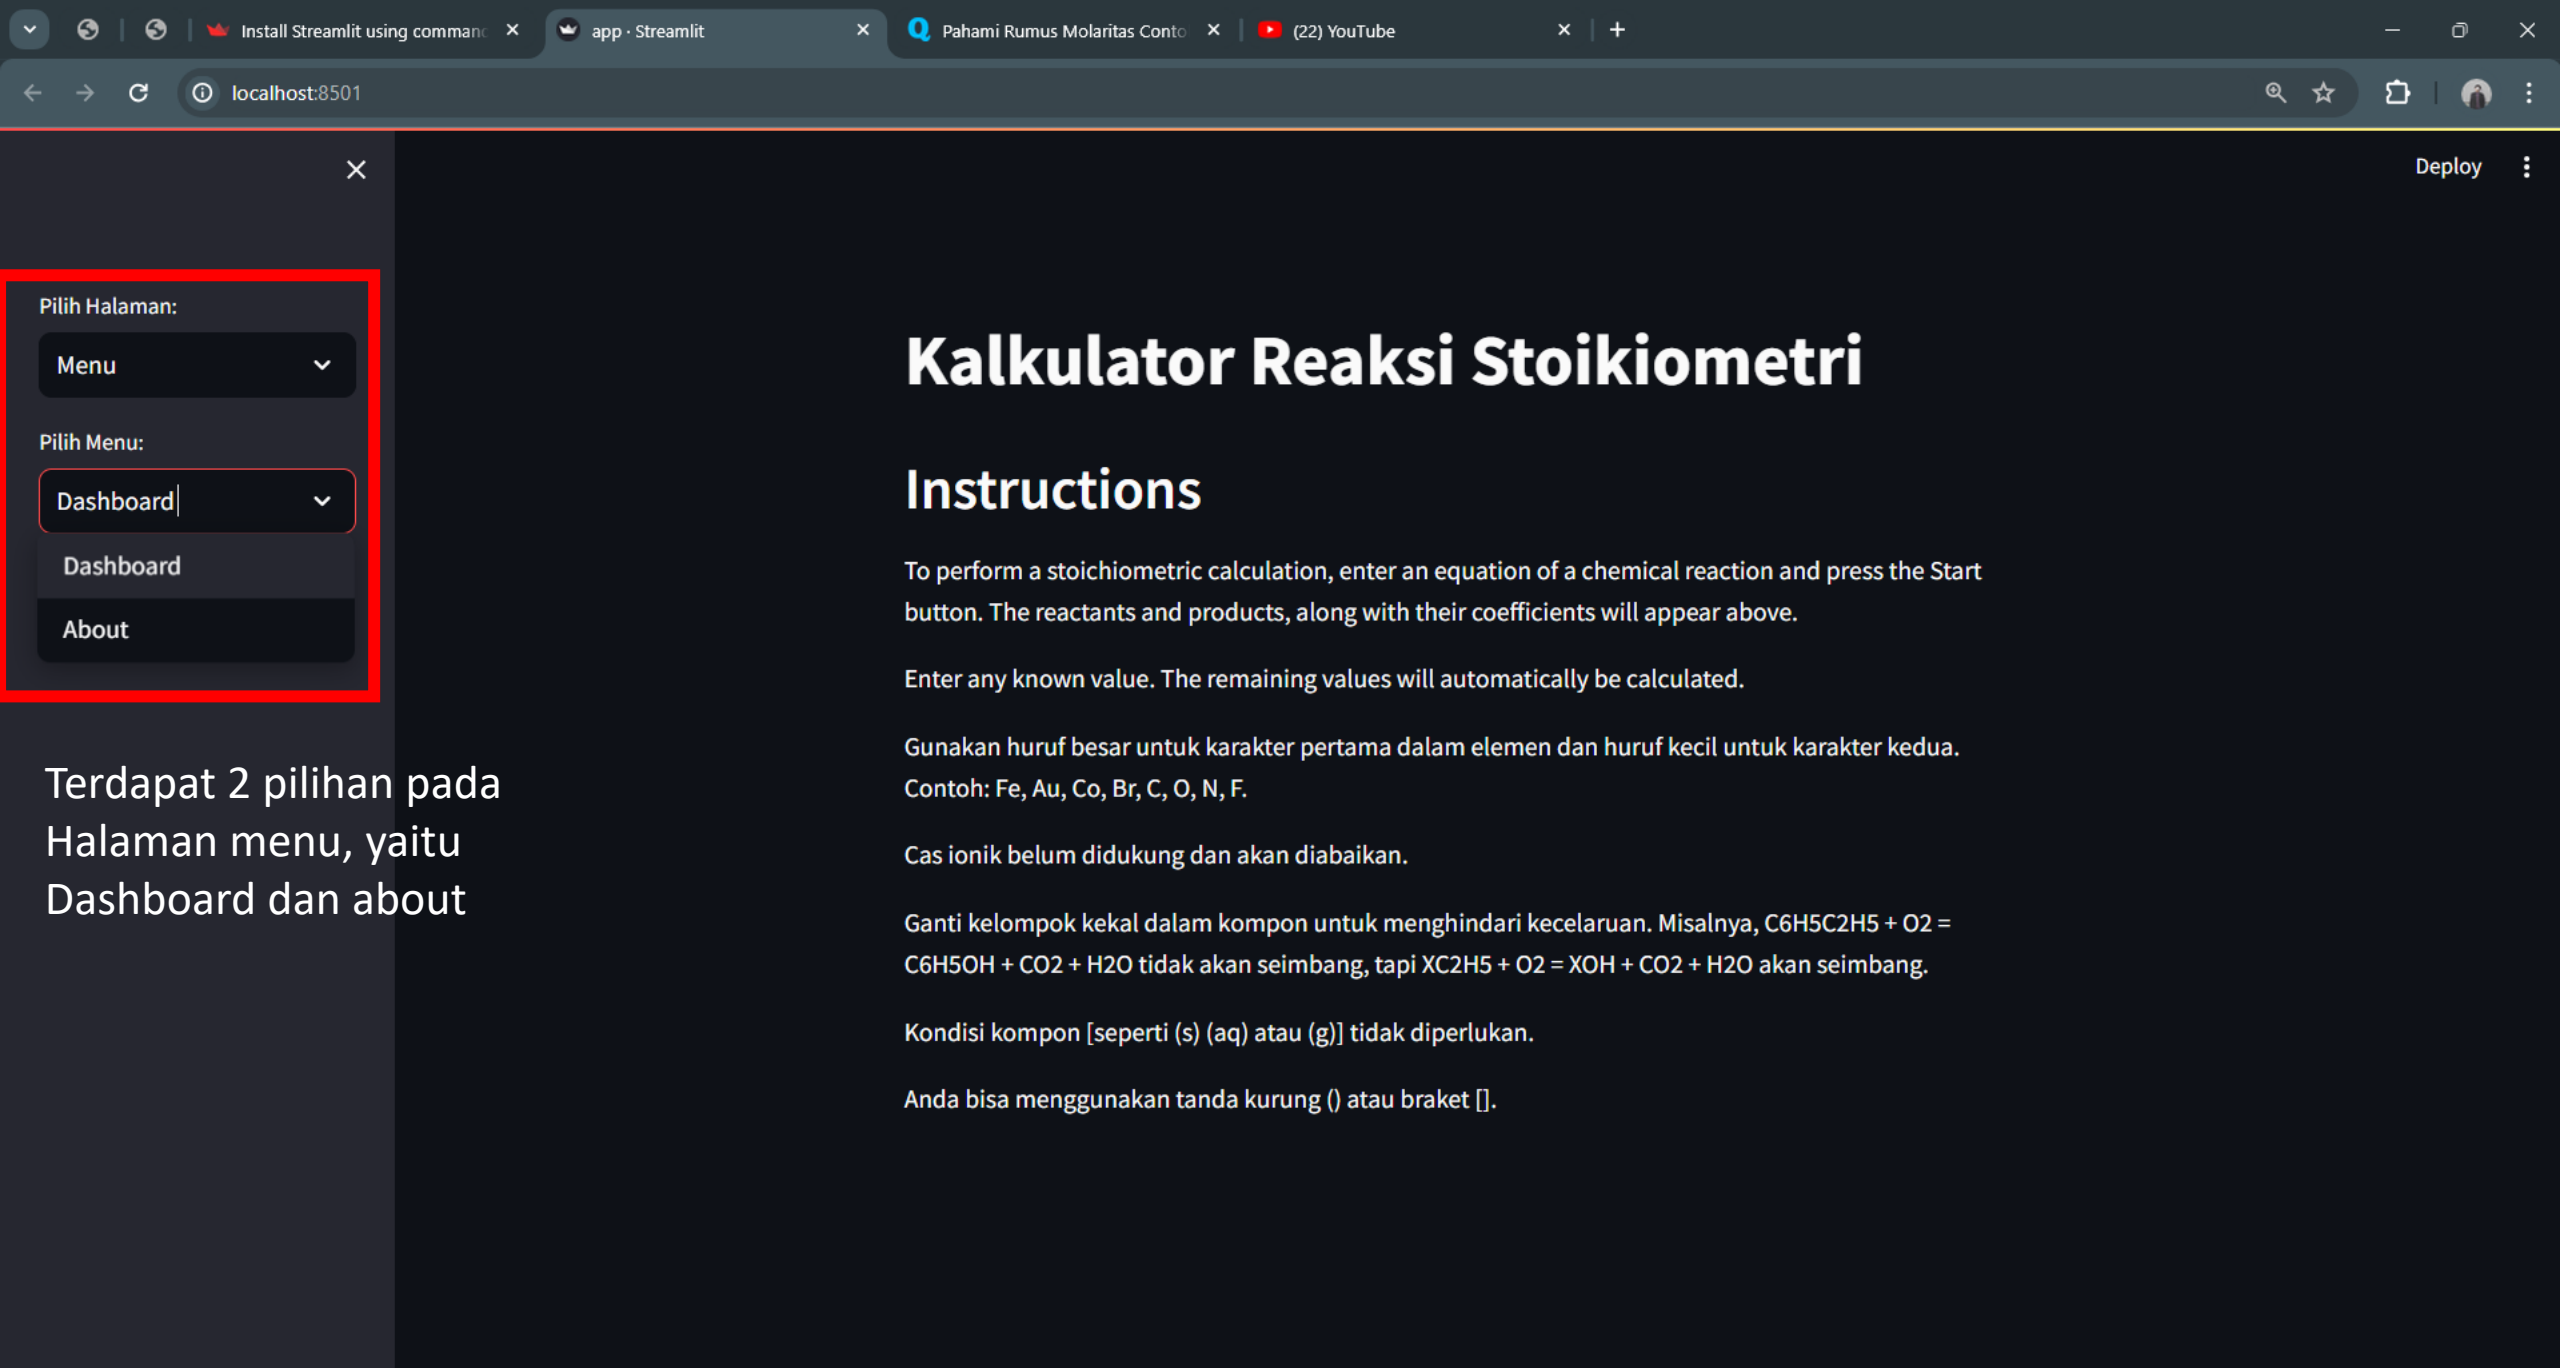 Install Streamlit using comman
app · Streamlit
Pahami Rumus Molaritas Conto
(22) YouTube
localhost:8501
Deploy
Pilih Halaman:
Menu
Pilih Menu:
Dashboard
Dashboard
About
Terdapat 2 pilihan pada
Halaman menu, yaitu
Dashboard dan about
Kalkulator Reaksi Stoikiometri
Instructions
To perform a stoichiometric calculation, enter an equation of a chemical reaction and press the Start
button. The reactants and products, along with their coefficients will appear above.
Enter any known value. The remaining values will automatically be calculated.
Gunakan huruf besar untuk karakter pertama dalam elemen dan huruf kecil untuk karakter kedua.
Contoh: Fe, Au, Co, Br, C, O, N, F.
Cas ionik belum didukung dan akan diabaikan.
Ganti kelompok kekal dalam kompon untuk menghindari kecelaruan. Misalnya, C6H5C2H5 + O2 =
C6H5OH + CO2 + H2O tidak akan seimbang, tapi XC2H5 + O2 = XOH + CO2 + H2O akan seimbang.
Kondisi kompon [seperti (s) (aq) atau (g)] tidak diperlukan.
Anda bisa menggunakan tanda kurung () atau braket [].